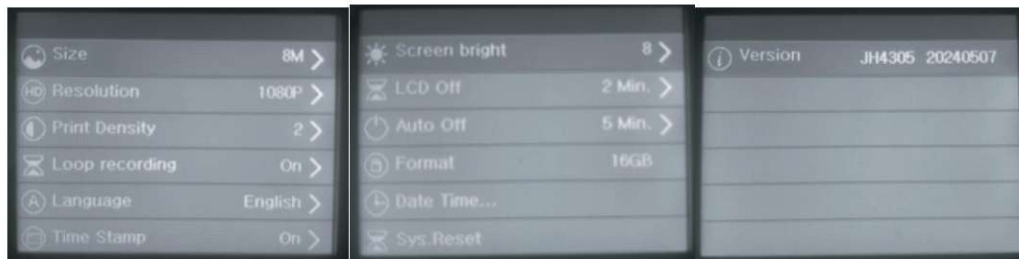 Size 8M
Resolution 1080P
Print Density 2
Loop recording On
Language English
Time Stamp On
Screen bright 8
LCD Off 2 Min.
Auto Off 5 Min.
Format 16GB
Date Time...
Sys.Reset
Version JH4305 20240507